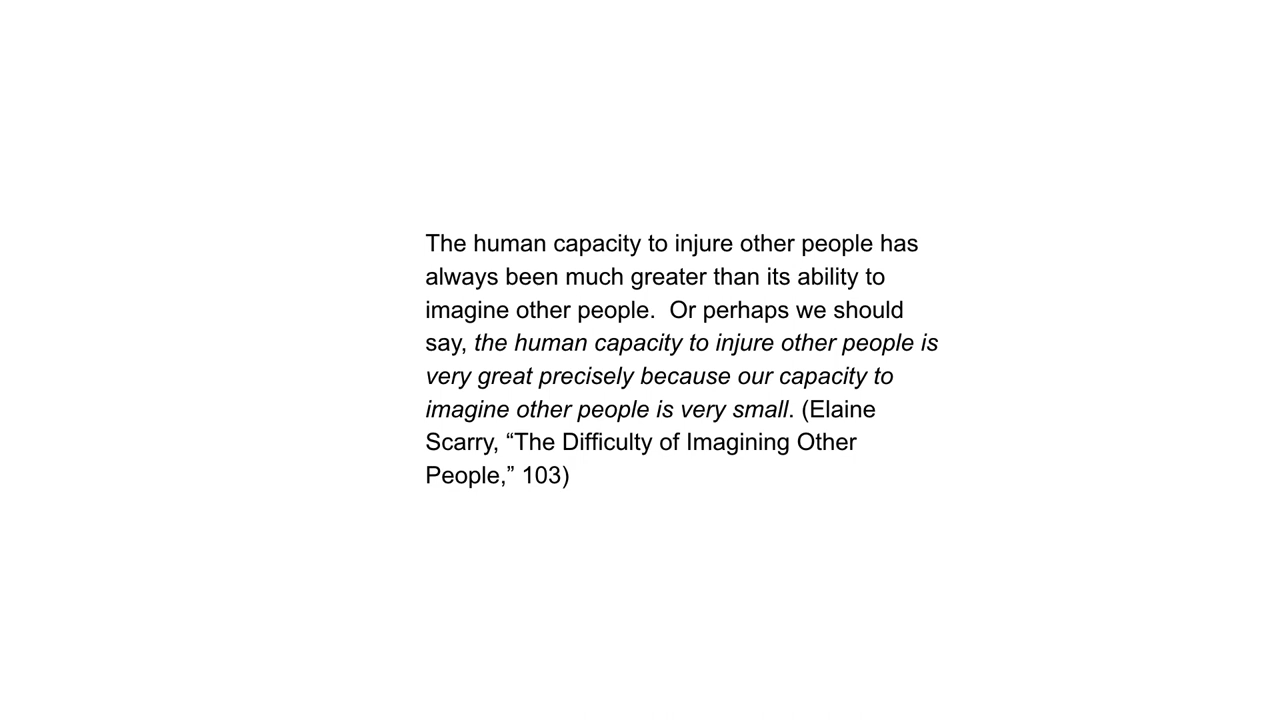 The human capacity to injure other people has
always been much greater than its ability to
imagine other people.  Or perhaps we should
say, the human capacity to injure other people is
very great precisely because our capacity to
imagine other people is very small. (Elaine
Scarry, “The Difficulty of Imagining Other
People,” 103)